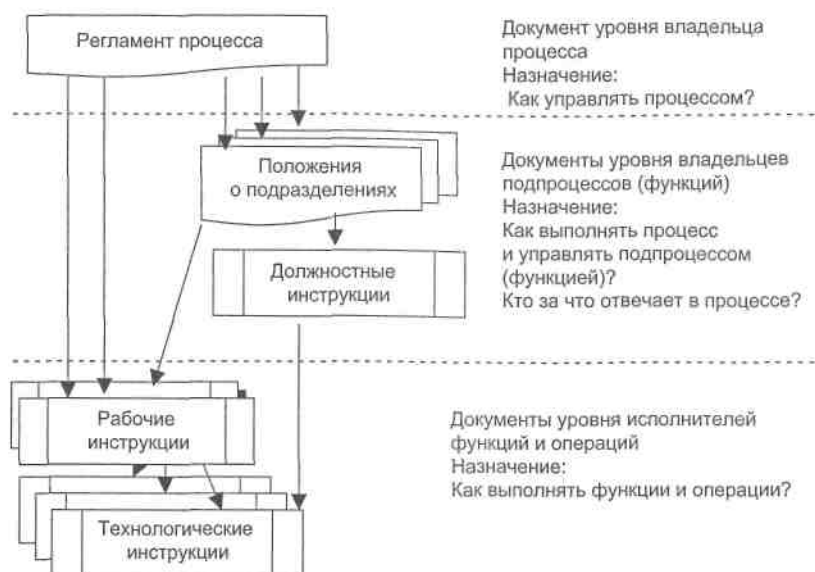 Регламент процесса
Документ уровня владельца
процесса
Назначение:
Как управлять процессом?
Положения
о подразделениях
Документы уровня владельцев
подпроцессов (функций)
Назначение:
Как выполнять процесс
и управлять подпроцессом
(функцией)?
Кто за что отвечает в процессе?
Должностные
инструкции
Рабочие
инструкции
Документы уровня исполнителей
функций и операций
Назначение:
Как выполнять функции и операции?
Технологические
инструкции